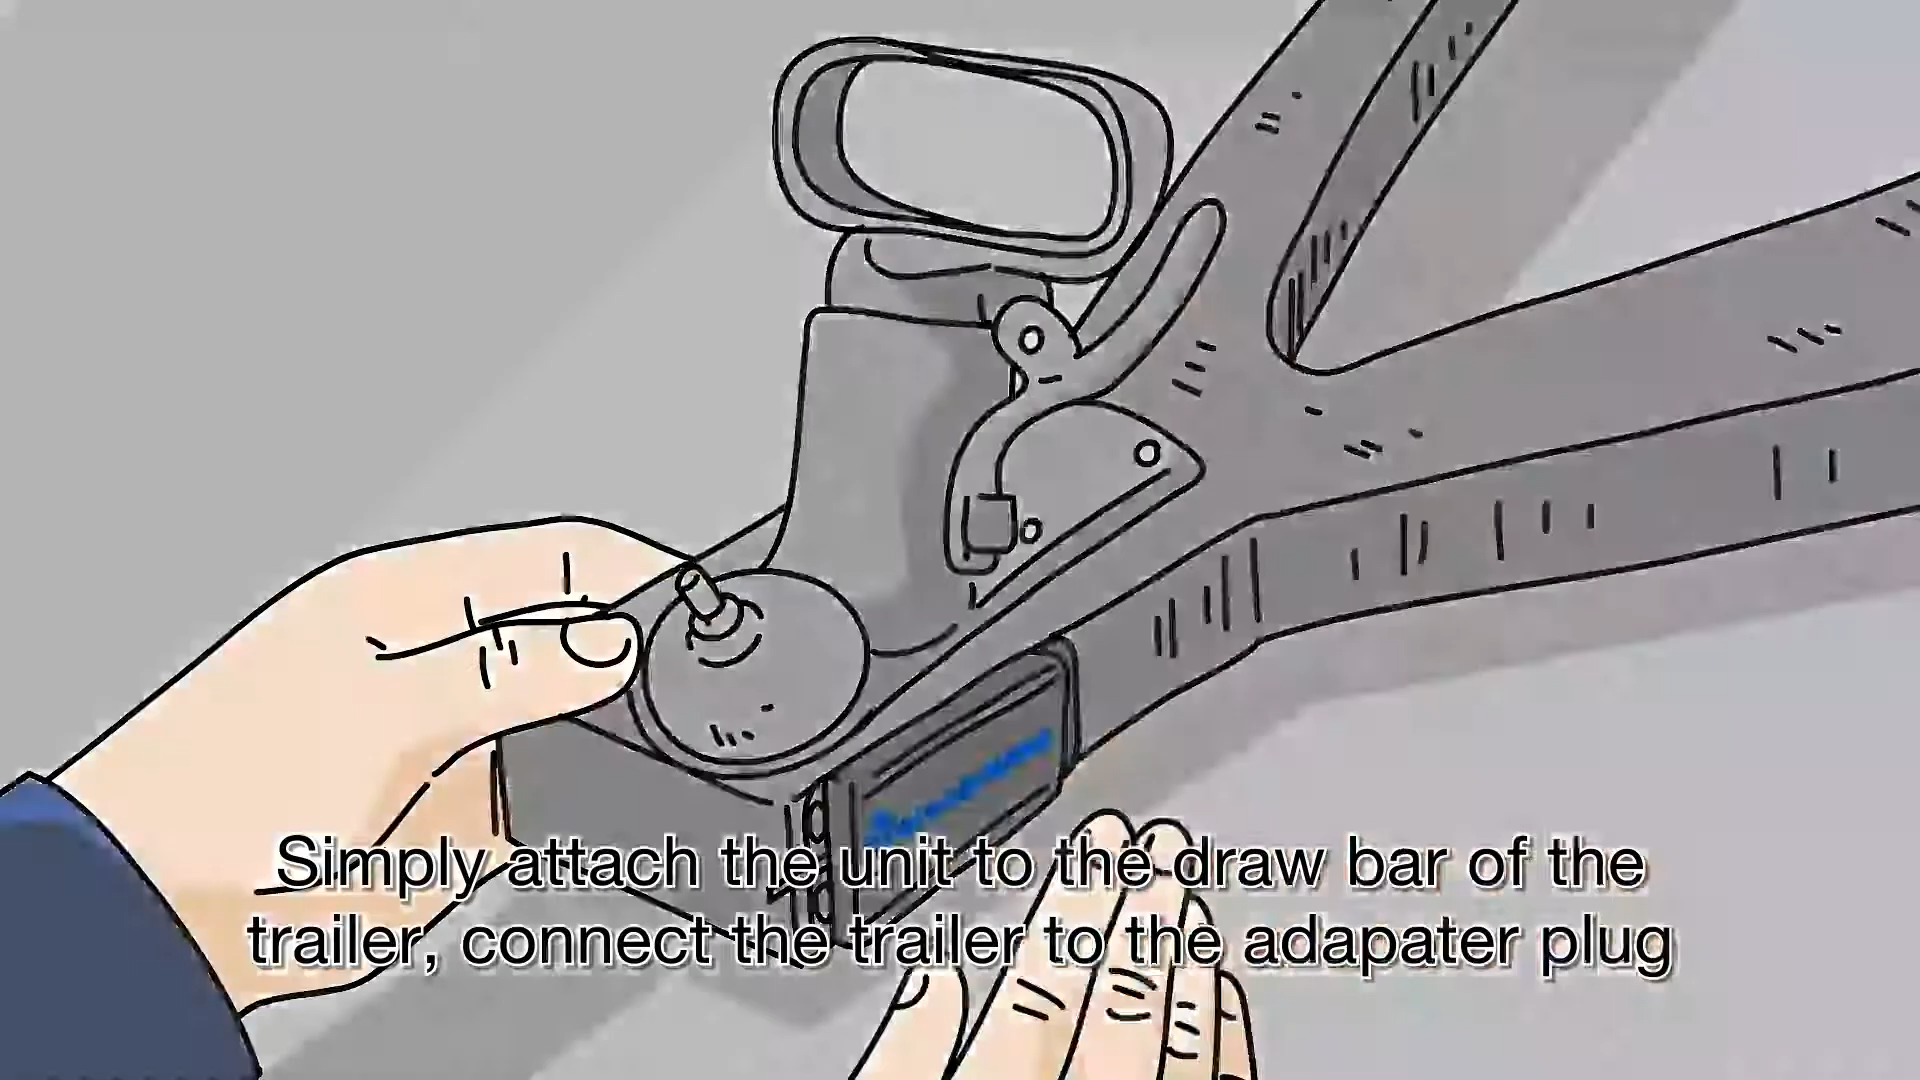 Simply attach the unit to the draw bar of the
trailer, connect the trailer to the adapater plug